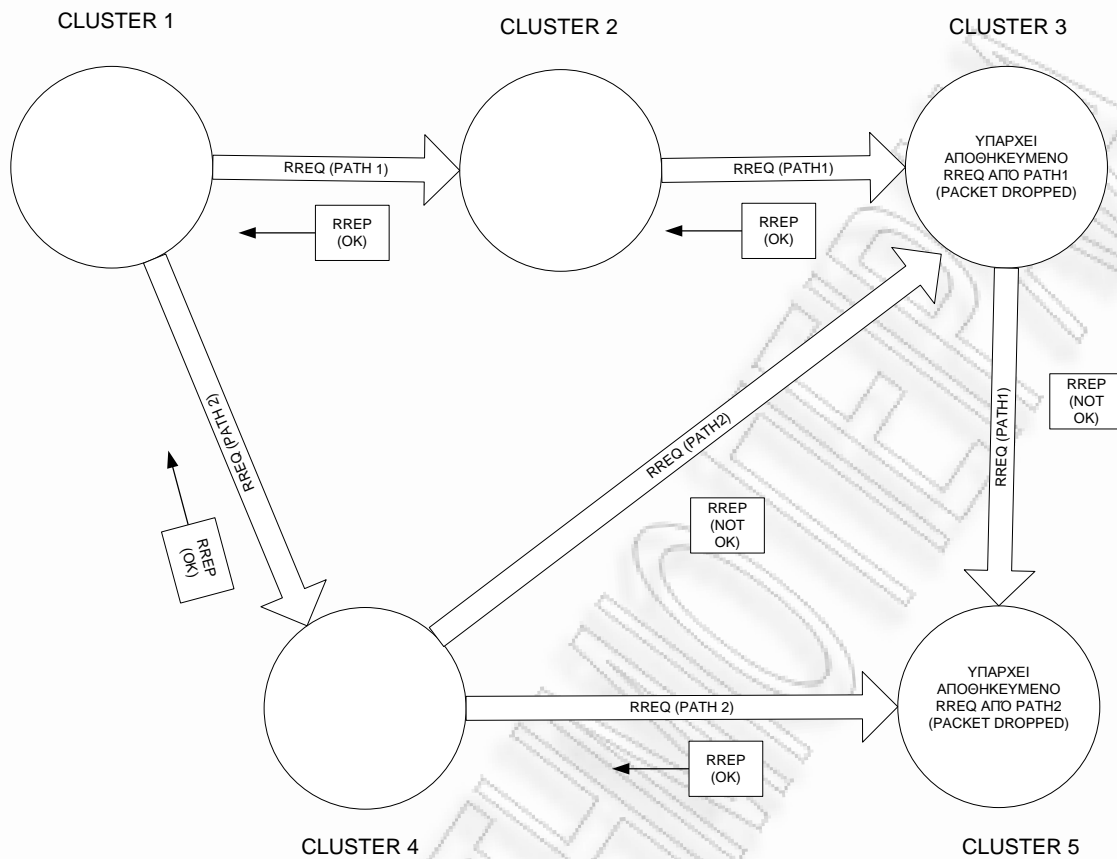 CLUSTER 1
CLUSTER 2
CLUSTER 3
RREQ (PATH 1)
RREQ (PATH1)
ΥΠΑΡΧΕΙ
ΑΠΟΘΗΚΕΥΜΕΝΟ
RREQ ΑΠΌ PATH1
(PACKET DROPPED)
RREP
(OK)
RREP
(OK)
RREQ (PATH 2)
RREQ (PATH2)
RREQ (PATH1)
RREP
(NOT
OK)
RREP
(OK)
RREP
(NOT
OK)
RREQ (PATH 2)
ΥΠΑΡΧΕΙ
ΑΠΟΘΗΚΕΥΜΕΝΟ
RREQ ΑΠΌ PATH2
(PACKET DROPPED)
RREP
(OK)
CLUSTER 4
CLUSTER 5